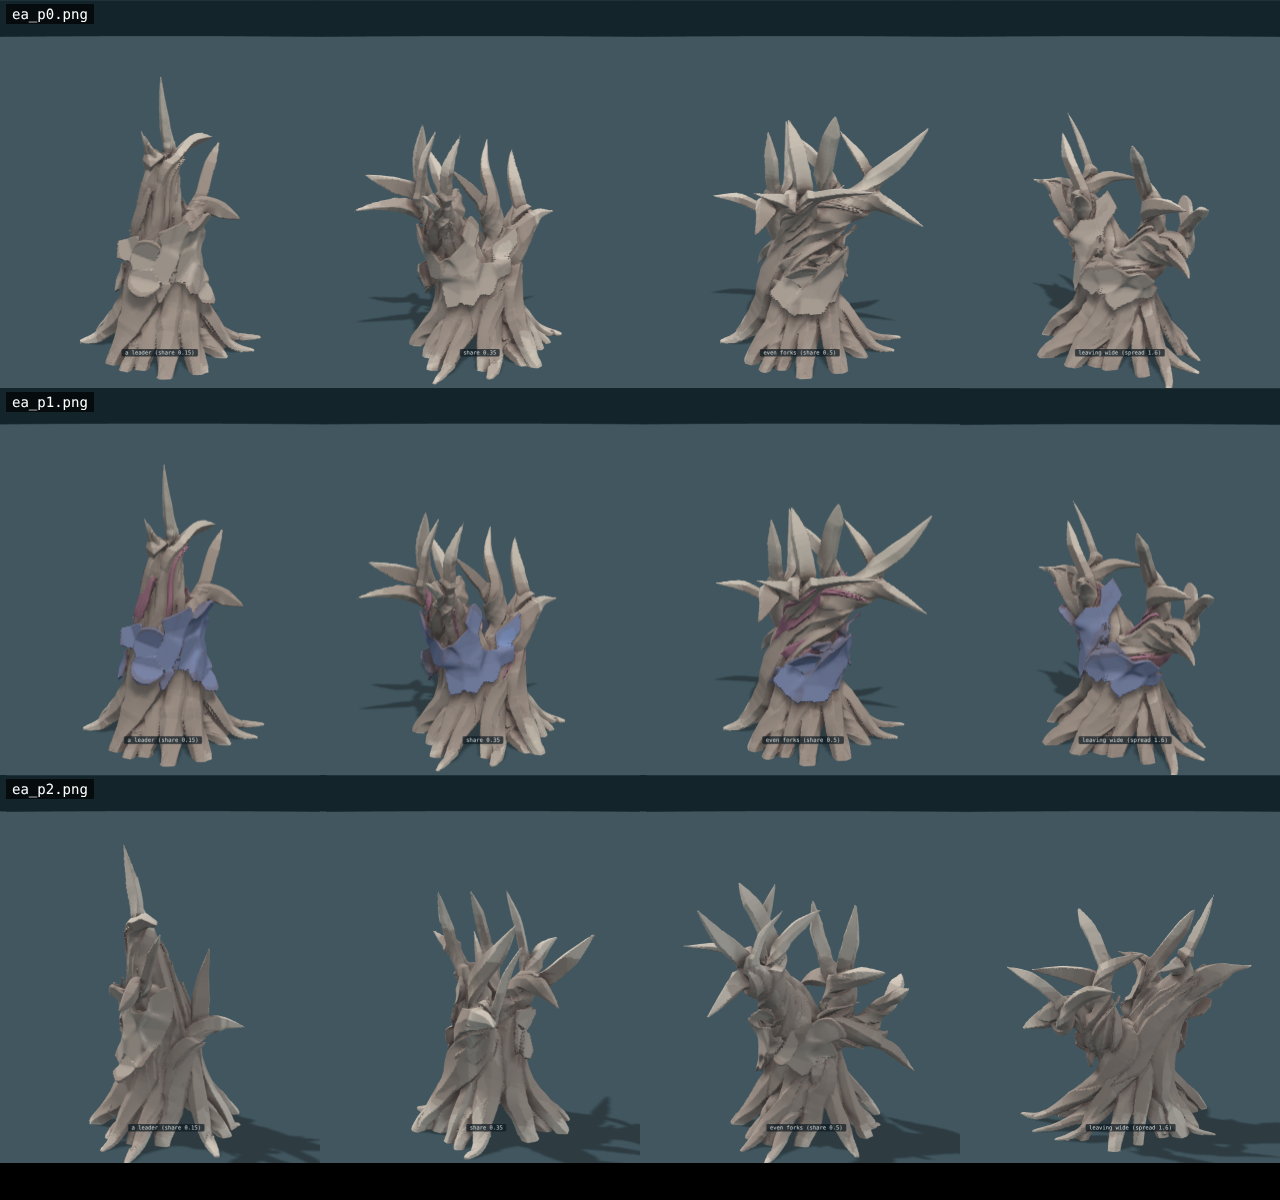 ea_p0.png
a leader (share 0.15)
share 0.35
even forks (share 0.5)
leaving wide (spread 1.6)
ea_p1.png
a leader (share 0.15)
share 0.35
even forks (share 0.5)
leaving wide (spread 1.6)
ea_p2.png
a leader (share 0.15)
share 0.35
even forks (share 0.5)
leaving wide (spread 1.6)